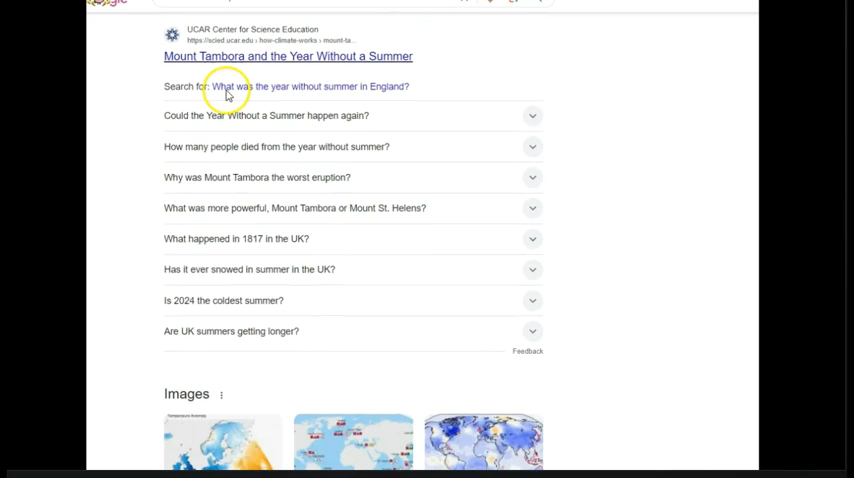 UCAR Center for Science Education
https://scied.ucar.edu › how-climate-works › mount-ta...
Mount Tambora and the Year Without a Summer
Search for: What was the year without summer in England?
Could the Year Without a Summer happen again?
How many people died from the year without summer?
Why was Mount Tambora the worst eruption?
What was more powerful, Mount Tambora or Mount St. Helens?
What happened in 1817 in the UK?
Has it ever snowed in summer in the UK?
Is 2024 the coldest summer?
Are UK summers getting longer?
Feedback
Images
Temperature Anomaly